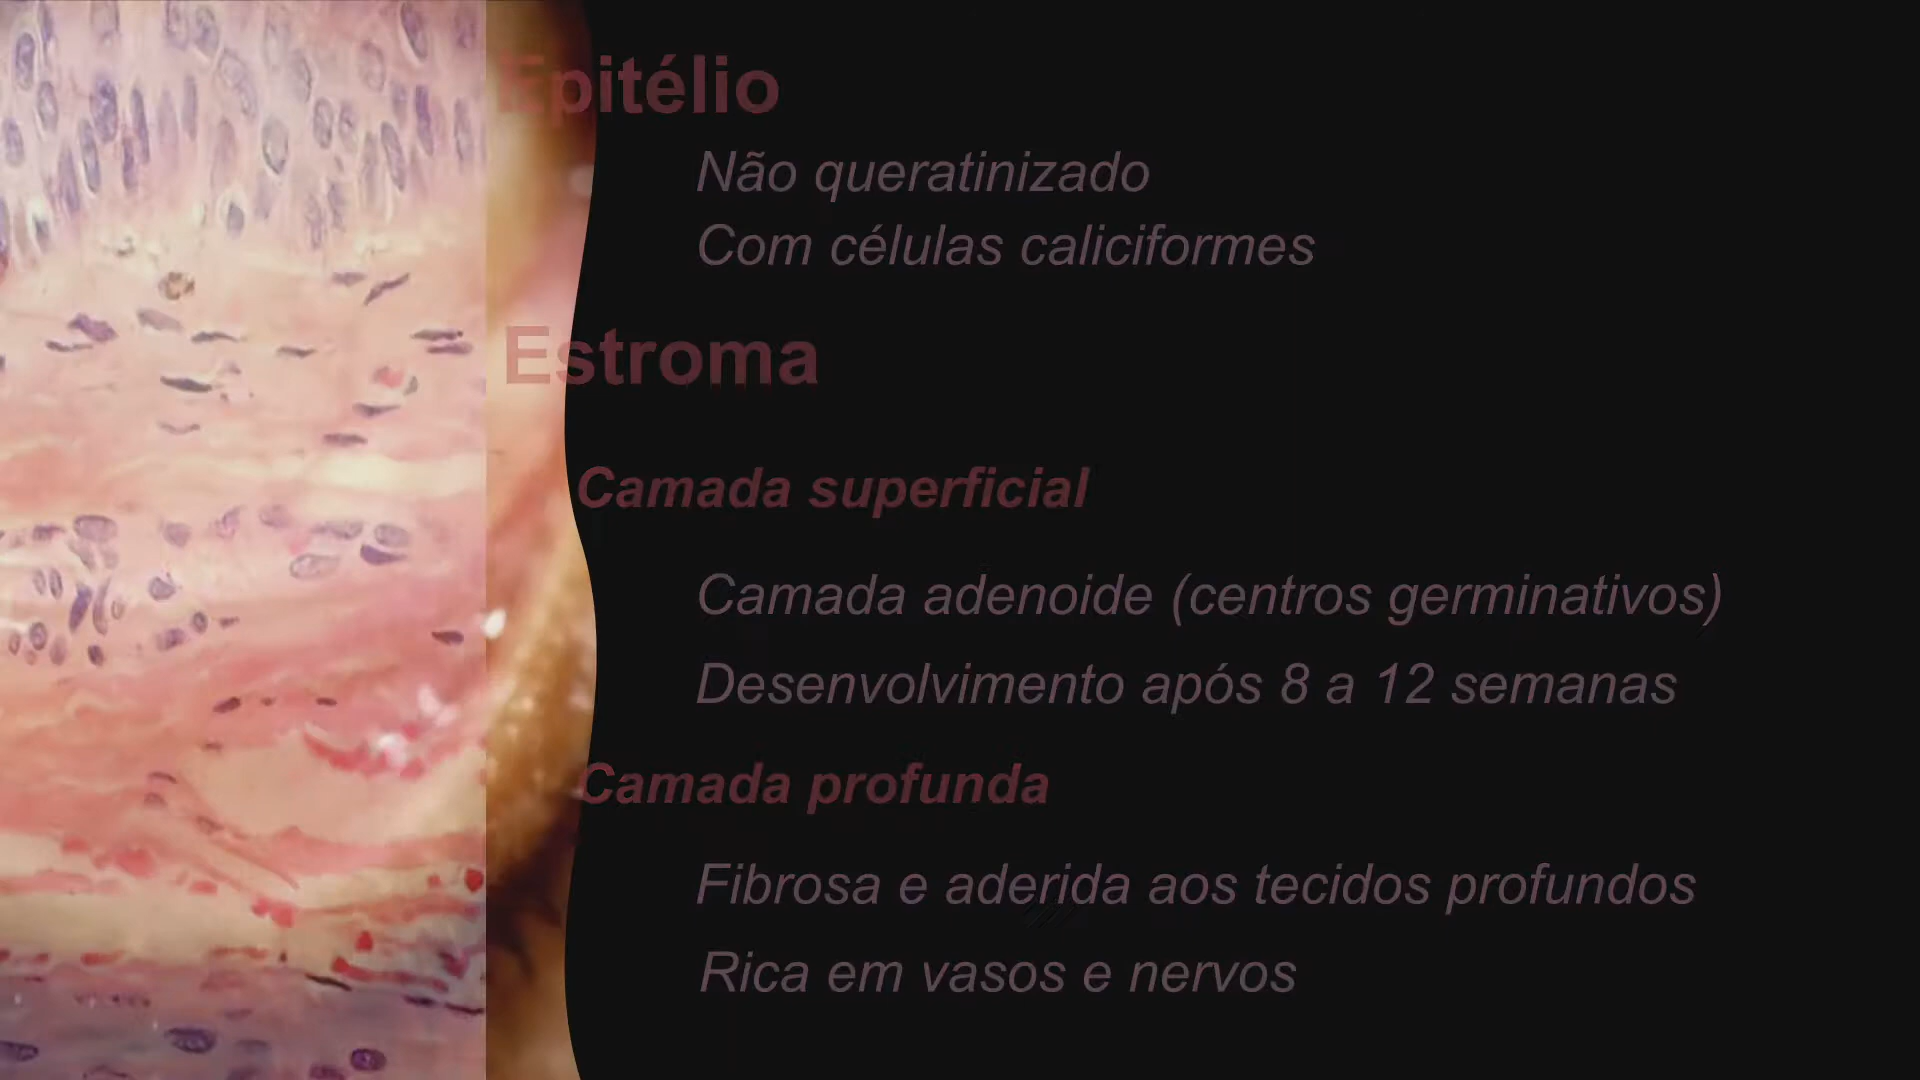 Epitélio
Não queratinizado
Com células caliciformes
Estroma
Camada superficial
Camada adenoide (centros germinativos)
Desenvolvimento após 8 a 12 semanas
Camada profunda
Fibrosa e aderida aos tecidos profundos
Rica em vasos e nervos